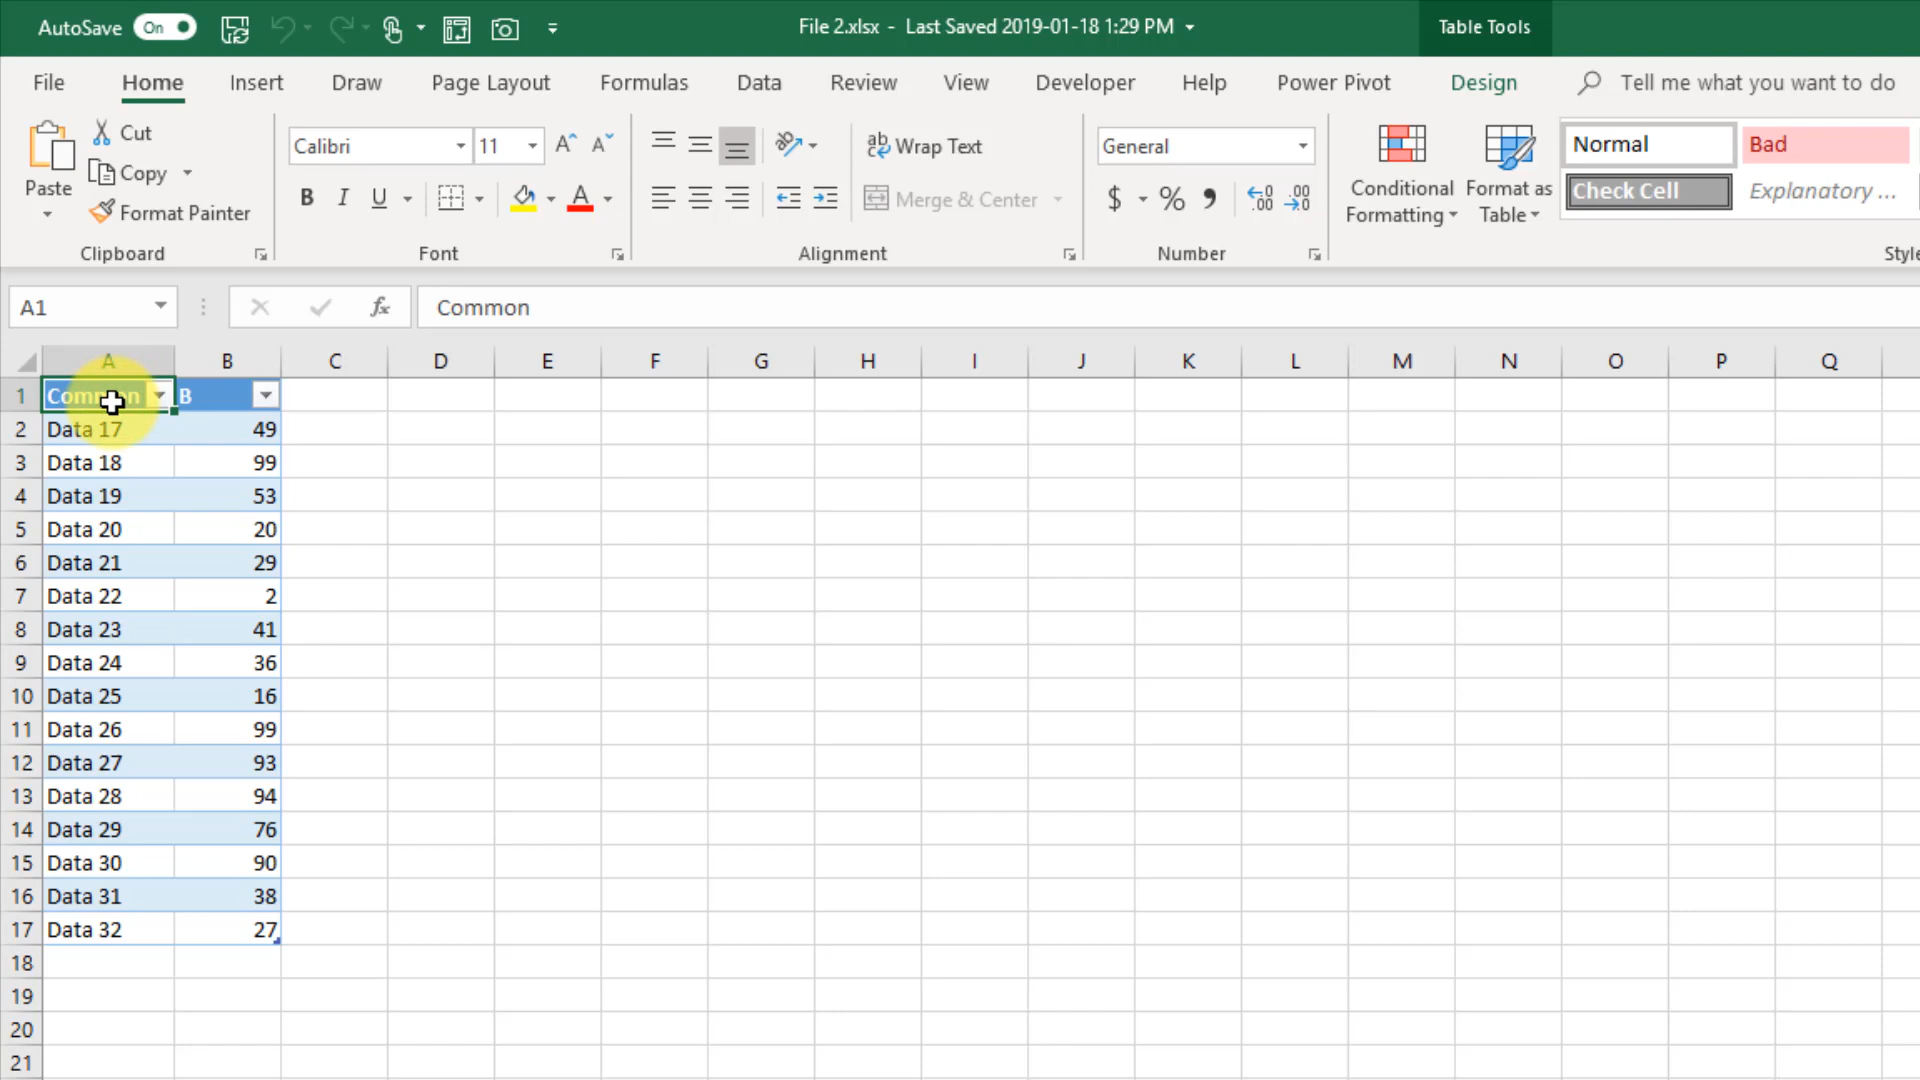 AutoSave On File 2.xlsx - Last Saved 2019-01-18 1:29 PM Table Tools
File Home Insert Draw Page Layout Formulas Data Review View Developer Help Power Pivot Design Tell me what you want to do
Paste
Cut
Copy
Format Painter
Clipboard
Calibri 11
B I U
Font
Wrap Text
Merge & Center
Alignment
General
$ % ,
Number
Conditional Formatting
Format as Table
Normal Bad
Check Cell Explanatory ...
Style
A1 fx Common
A B C D E F G H I J K L M N O P Q
1 Common B
2 Data 17 49
3 Data 18 99
4 Data 19 53
5 Data 20 20
6 Data 21 29
7 Data 22 2
8 Data 23 41
9 Data 24 36
10 Data 25 16
11 Data 26 99
12 Data 27 93
13 Data 28 94
14 Data 29 76
15 Data 30 90
16 Data 31 38
17 Data 32 27
18
19
20
21